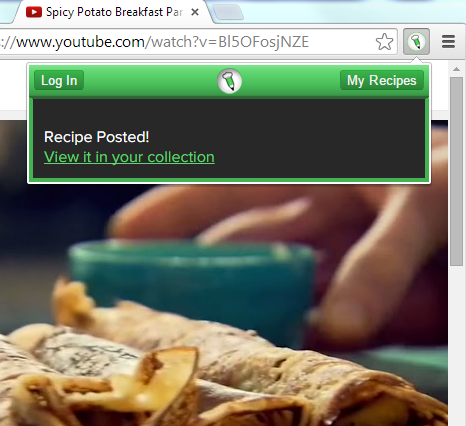 Spicy Potato Breakfast Par
://www.youtube.com/watch?v=Bl5OFosjNZE
Log In
My Recipes
Recipe Posted!
View it in your collection